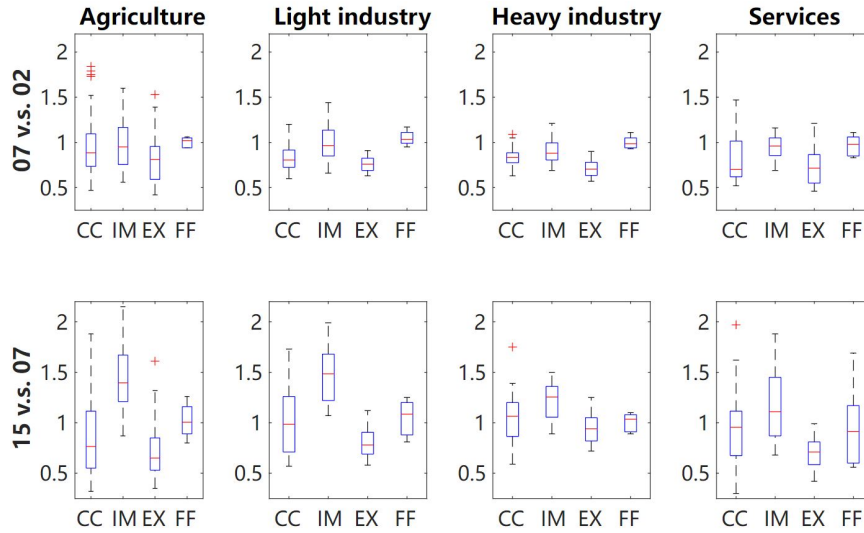 Agriculture Light industry Heavy industry Services
07 v.s. 02
2 2 2 2
1.5 1.5 1.5 1.5
1 1 1 1
0.5 0.5 0.5 0.5
CC IM EX FF CC IM EX FF CC IM EX FF CC IM EX FF
15 v.s. 07
2 2 2 2
1.5 1.5 1.5 1.5
1 1 1 1
0.5 0.5 0.5 0.5
CC IM EX FF CC IM EX FF CC IM EX FF CC IM EX FF